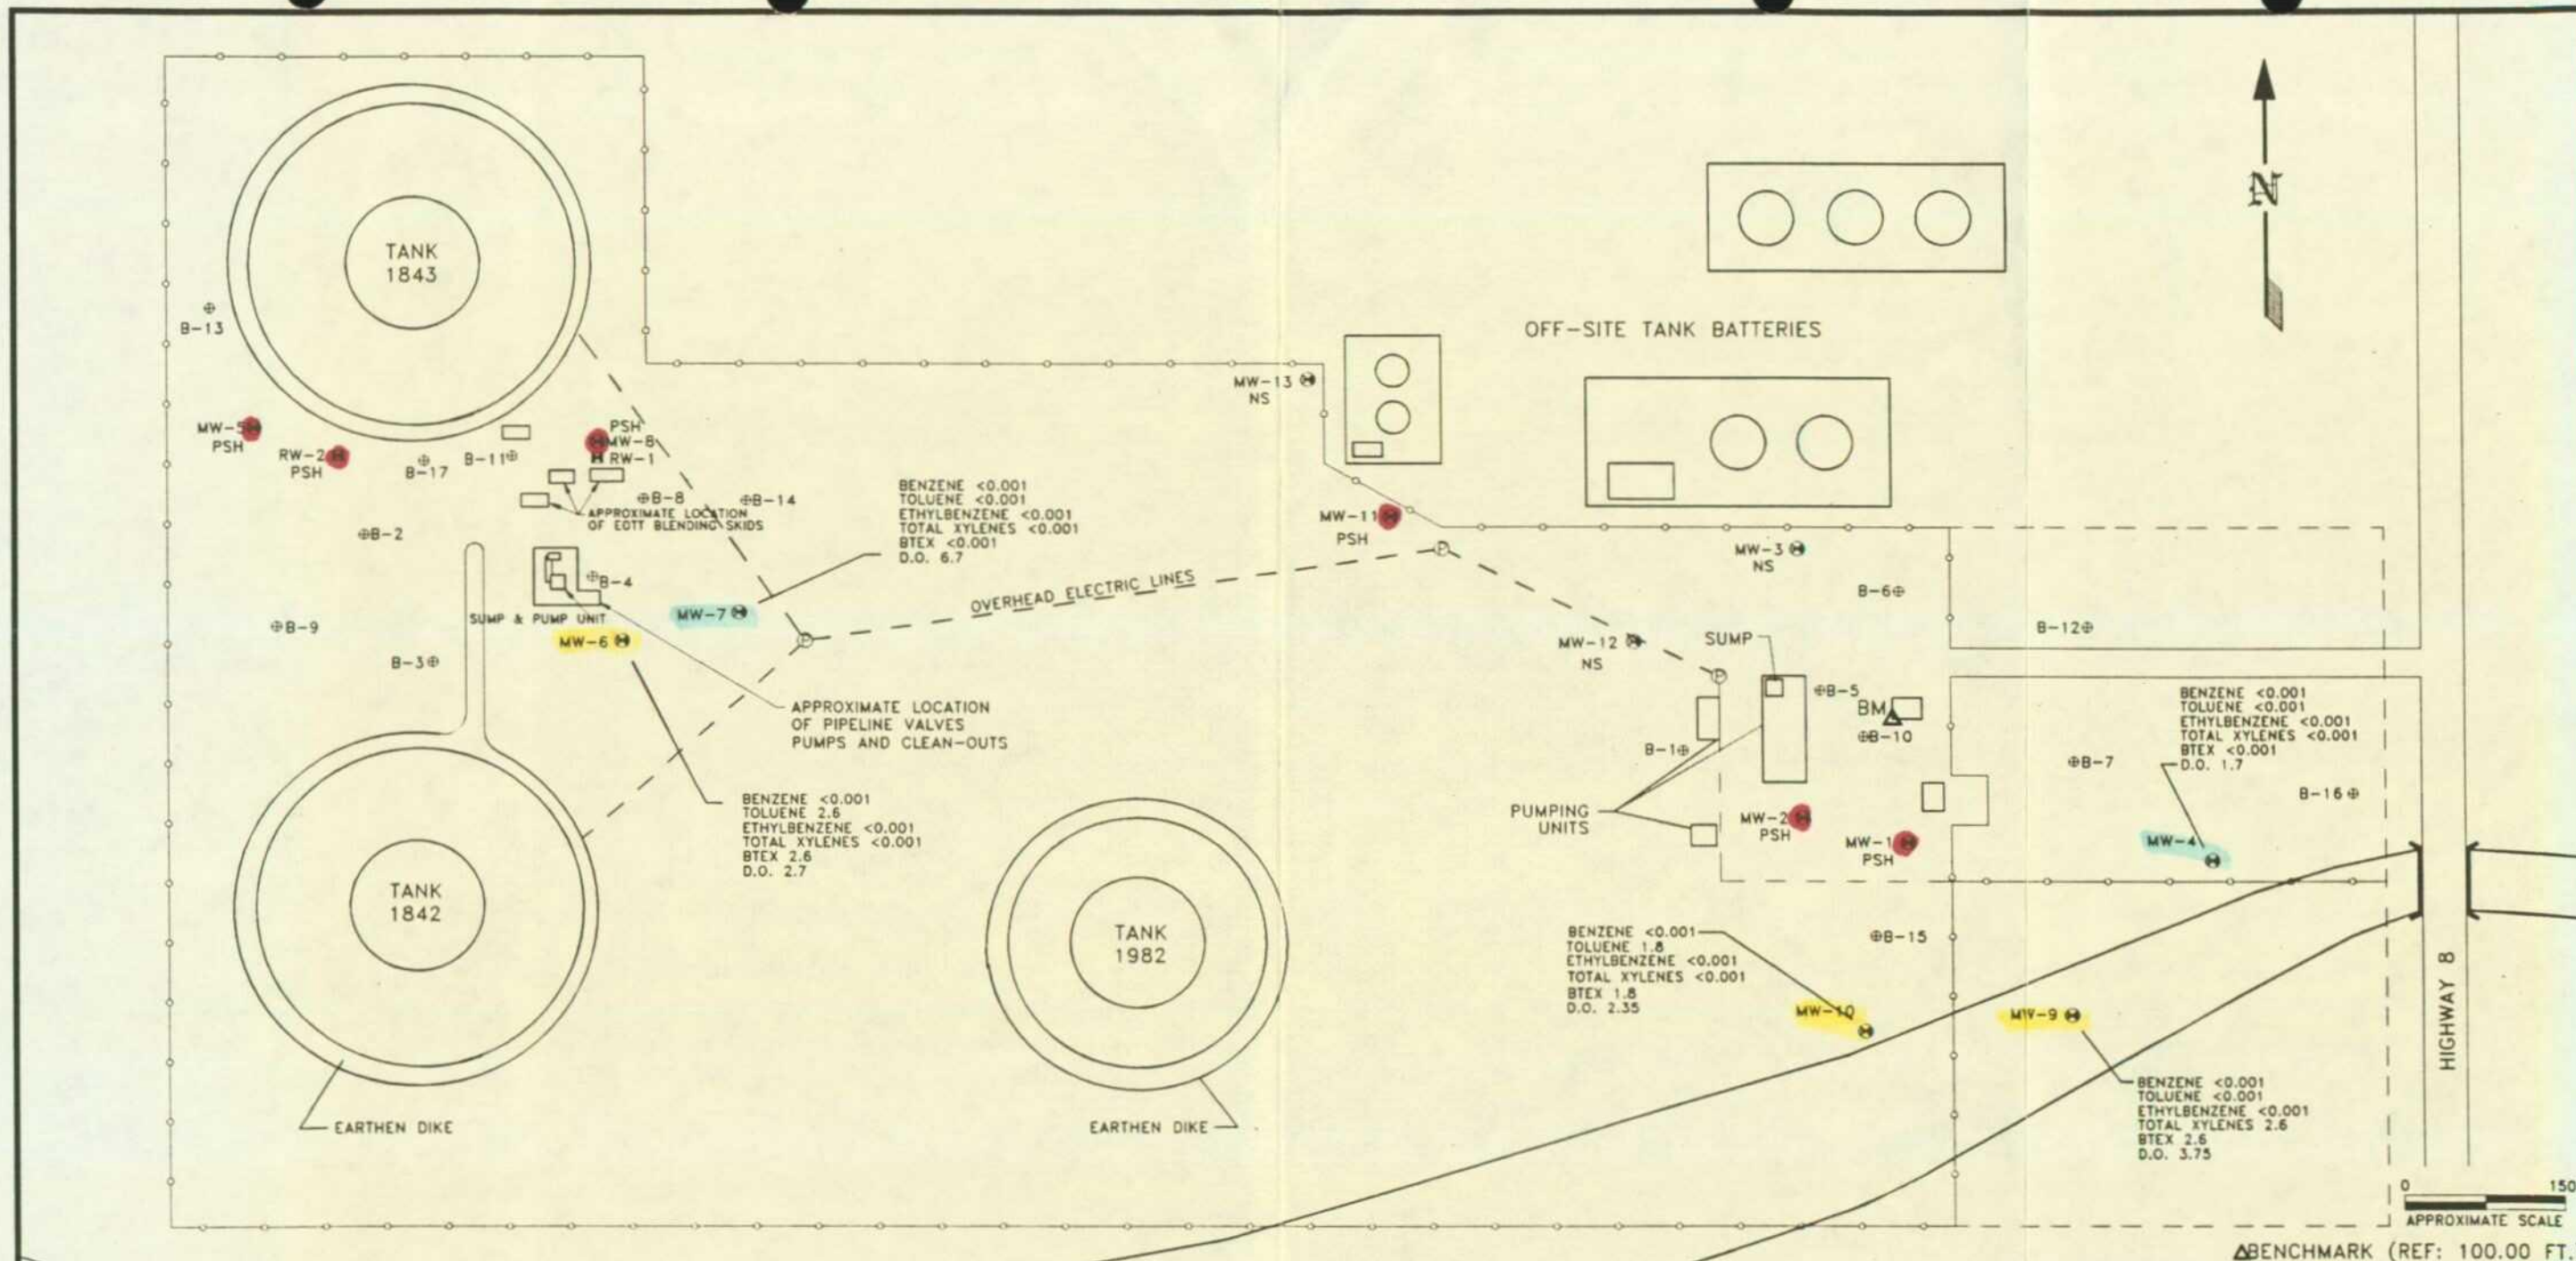 TANK
1843
N
OFF-SITE TANK BATTERIES
B-13
MW-13
NS
MW-5
PSH
RW-2
PSH
B-17
B-11
PSH
MW-8
RW-1
B-8
B-14
APPROXIMATE LOCATION
OF EOTT BLENDING SKIDS
BENZENE <0.001
TOLUENE <0.001
ETHYLBENZENE <0.001
TOTAL XYLENES <0.001
BTEX <0.001
D.O. 6.7
MW-11
PSH
P
MW-3
NS
B-2
B-4
SUMP & PUMP UNIT
MW-7
MW-6
OVERHEAD ELECTRIC LINES
P
B-6
B-12
B-9
B-3
MW-12
NS
SUMP
P
B-5
BM
B-10
B-1
APPROXIMATE LOCATION
OF PIPELINE VALVES
PUMPS AND CLEAN-OUTS
BENZENE <0.001
TOLUENE <0.001
ETHYLBENZENE <0.001
TOTAL XYLENES <0.001
BTEX <0.001
D.O. 1.7
B-7
B-16
BENZENE <0.001
TOLUENE 2.6
ETHYLBENZENE <0.001
TOTAL XYLENES <0.001
BTEX 2.6
D.O. 2.7
PUMPING
UNITS
MW-2
PSH
MW-1
PSH
MW-4
TANK
1842
TANK
1982
BENZENE <0.001
TOLUENE 1.8
ETHYLBENZENE <0.001
TOTAL XYLENES <0.001
BTEX 1.8
D.O. 2.35
B-15
MW-10
MW-9
HIGHWAY 8
BENZENE <0.001
TOLUENE <0.001
ETHYLBENZENE <0.001
TOTAL XYLENES 2.6
BTEX 2.6
D.O. 3.75
EARTHEN DIKE
EARTHEN DIKE
0 150
APPROXIMATE SCALE
BENCHMARK (REF: 100.00 FT.